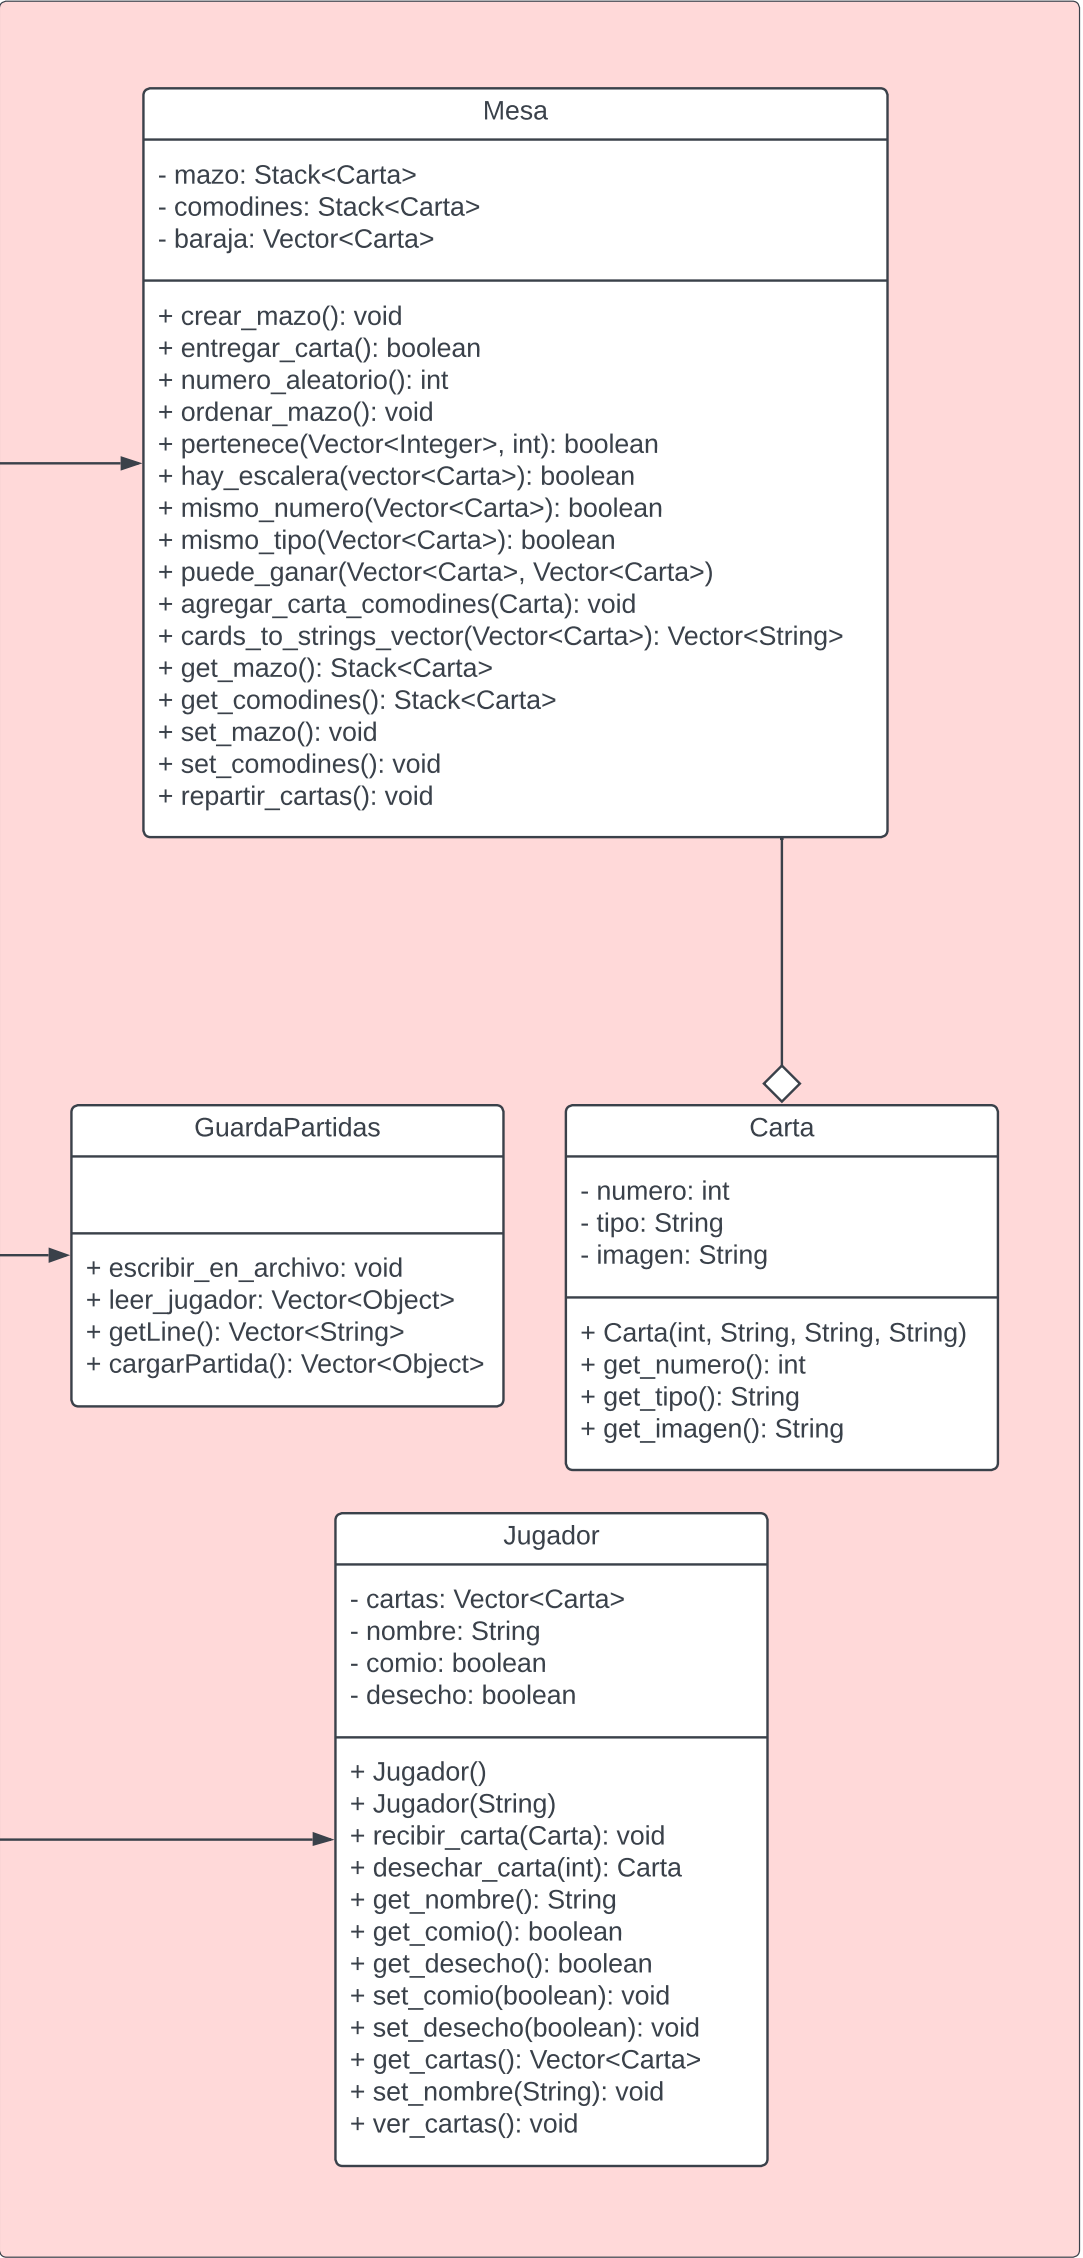 Mesa
- mazo: Stack<Carta>
- comodines: Stack<Carta>
- baraja: Vector<Carta>
+ crear_mazo(): void
+ entregar_carta(): boolean
+ numero_aleatorio(): int
+ ordenar_mazo(): void
+ pertenece(Vector<Integer>, int): boolean
+ hay_escalera(vector<Carta>): boolean
+ mismo_numero(Vector<Carta>): boolean
+ mismo_tipo(Vector<Carta>): boolean
+ puede_ganar(Vector<Carta>, Vector<Carta>)
+ agregar_carta_comodines(Carta): void
+ cards_to_strings_vector(Vector<Carta>): Vector<String>
+ get_mazo(): Stack<Carta>
+ get_comodines(): Stack<Carta>
+ set_mazo(): void
+ set_comodines(): void
+ repartir_cartas(): void
GuardaPartidas
+ escribir_en_archivo: void
+ leer_jugador: Vector<Object>
+ getLine(): Vector<String>
+ cargarPartida(): Vector<Object>
Carta
- numero: int
- tipo: String
- imagen: String
+ Carta(int, String, String, String)
+ get_numero(): int
+ get_tipo(): String
+ get_imagen(): String
Jugador
- cartas: Vector<Carta>
- nombre: String
- comio: boolean
- desecho: boolean
+ Jugador()
+ Jugador(String)
+ recibir_carta(Carta): void
+ desechar_carta(int): Carta
+ get_nombre(): String
+ get_comio(): boolean
+ get_desecho(): boolean
+ set_comio(boolean): void
+ set_desecho(boolean): void
+ get_cartas(): Vector<Carta>
+ set_nombre(String): void
+ ver_cartas(): void